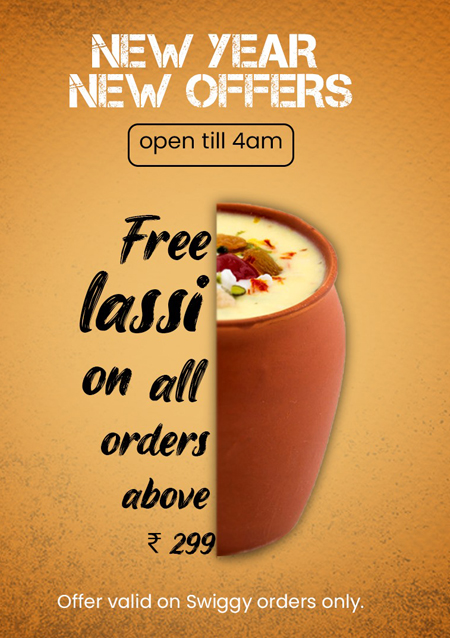 NEW YEAR
NEW OFFERS
open till 4am
Free
lassi
on all
orders
above
₹ 299
Offer valid on Swiggy orders only.